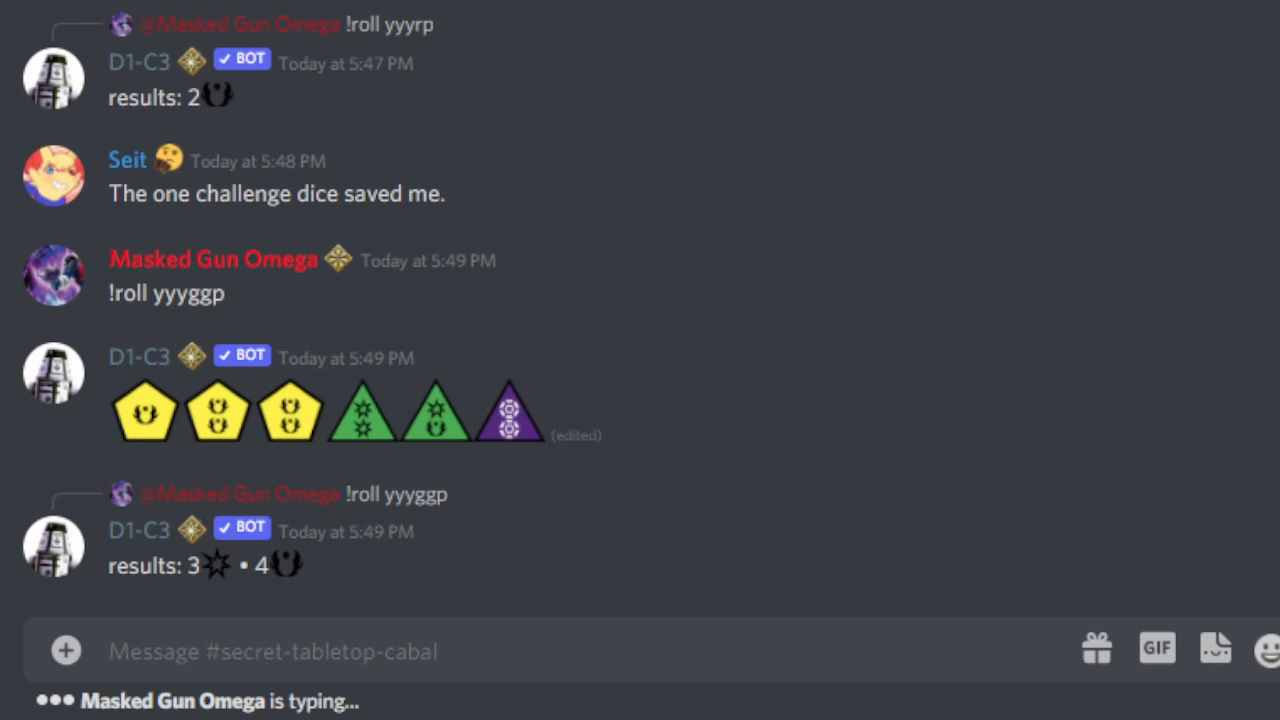 @Masked Gun Omega !roll yyyrp
D1-C3 ✓ BOT Today at 5:47 PM
results: 2
Seit Today at 5:48 PM
The one challenge dice saved me.
Masked Gun Omega Today at 5:49 PM
!roll yyyggp
D1-C3 ✓ BOT Today at 5:49 PM
(edited)
@Masked Gun Omega !roll yyyggp
D1-C3 ✓ BOT Today at 5:49 PM
results: 3 • 4
Message #secret-tabletop-cabal
GIF
Masked Gun Omega is typing...